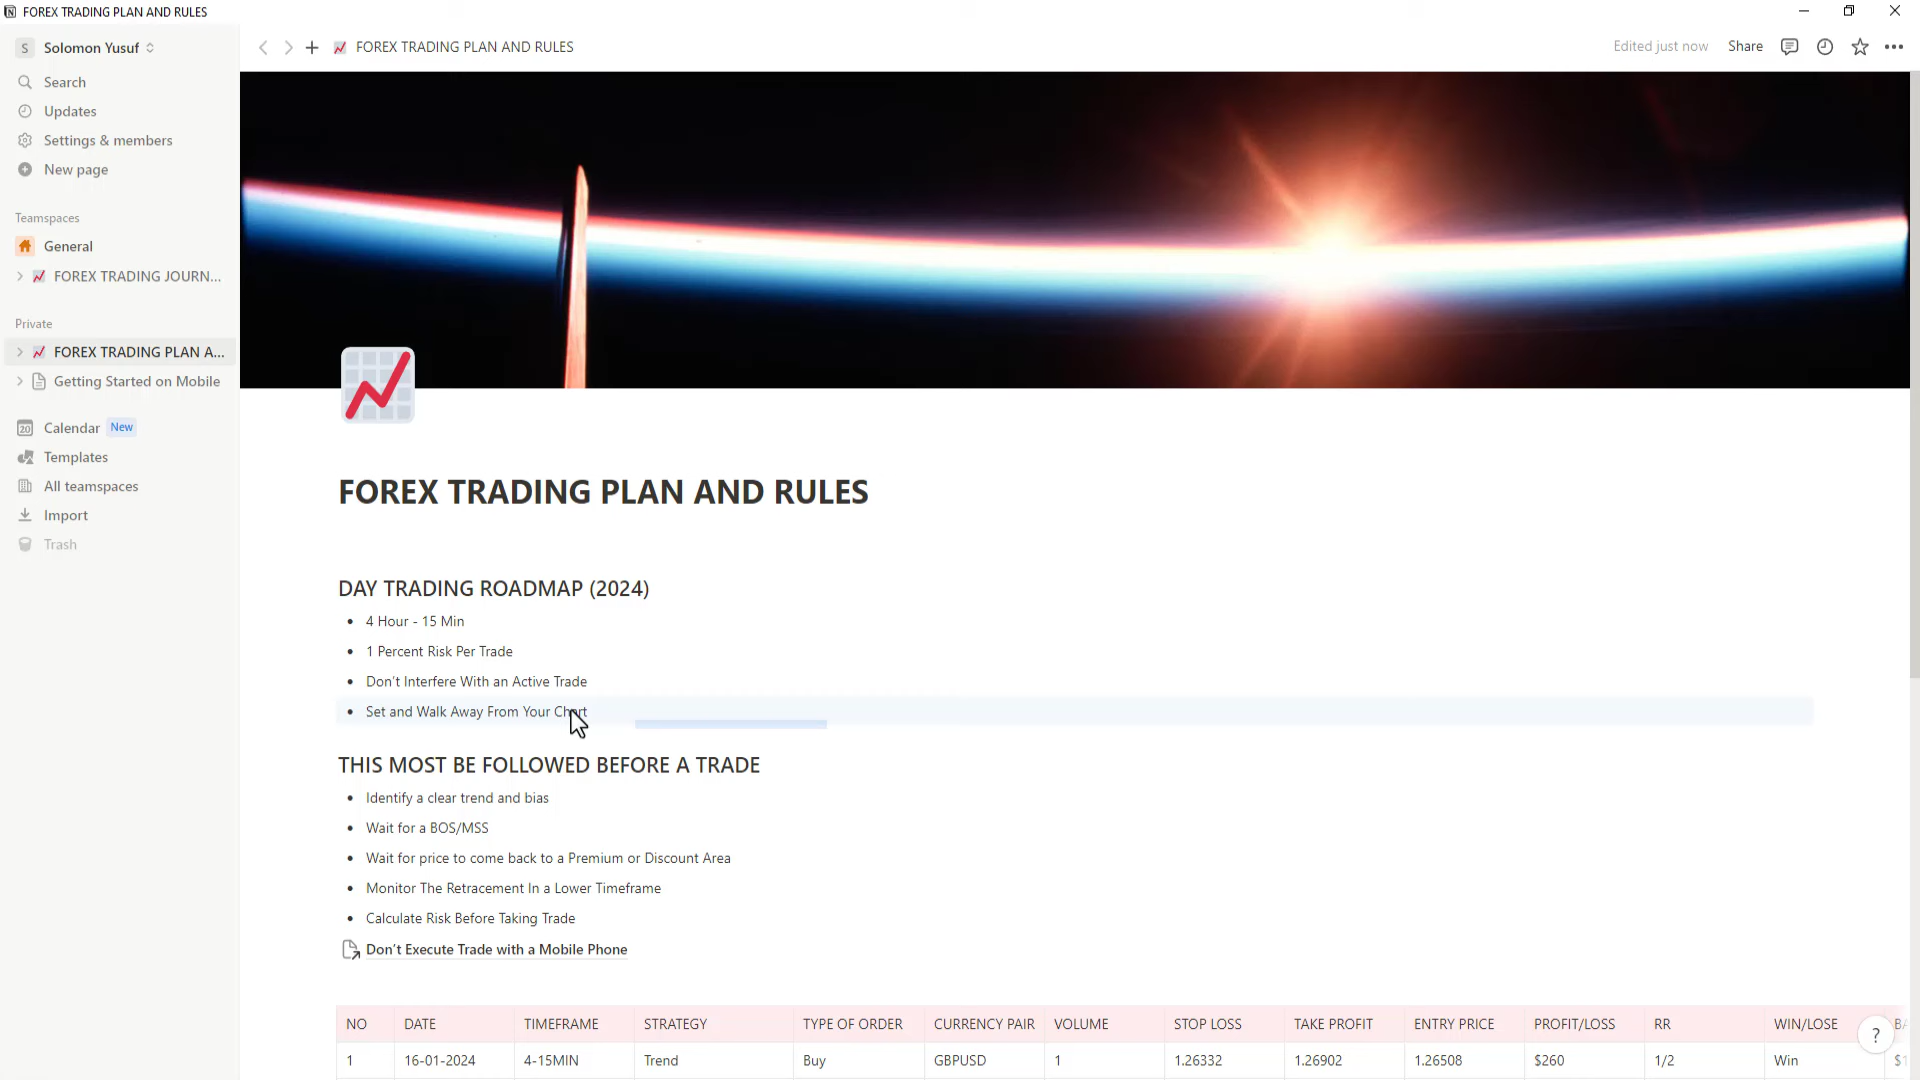 FOREX TRADING PLAN AND RULES
S Solomon Yusuf
FOREX TRADING PLAN AND RULES
Edited just now
Share
Search
Updates
Settings & members
New page
Teamspaces
General
FOREX TRADING JOURN...
Private
FOREX TRADING PLAN A...
Getting Started on Mobile
20 Calendar New
Templates
All teamspaces
Import
Trash
FOREX TRADING PLAN AND RULES
DAY TRADING ROADMAP (2024)
• 4 Hour - 15 Min
• 1 Percent Risk Per Trade
• Don't Interfere With an Active Trade
• Set and Walk Away From Your Chart
THIS MOST BE FOLLOWED BEFORE A TRADE
• Identify a clear trend and bias
• Wait for a BOS/MSS
• Wait for price to come back to a Premium or Discount Area
• Monitor The Retracement In a Lower Timeframe
• Calculate Risk Before Taking Trade
Don't Execute Trade with a Mobile Phone
NO DATE TIMEFRAME STRATEGY TYPE OF ORDER CURRENCY PAIR VOLUME STOP LOSS TAKE PROFIT ENTRY PRICE PROFIT/LOSS RR WIN/LOSE
1 16-01-2024 4-15MIN Trend Buy GBPUSD 1 1.26332 1.26902 1.26508 $260 1/2 Win
?